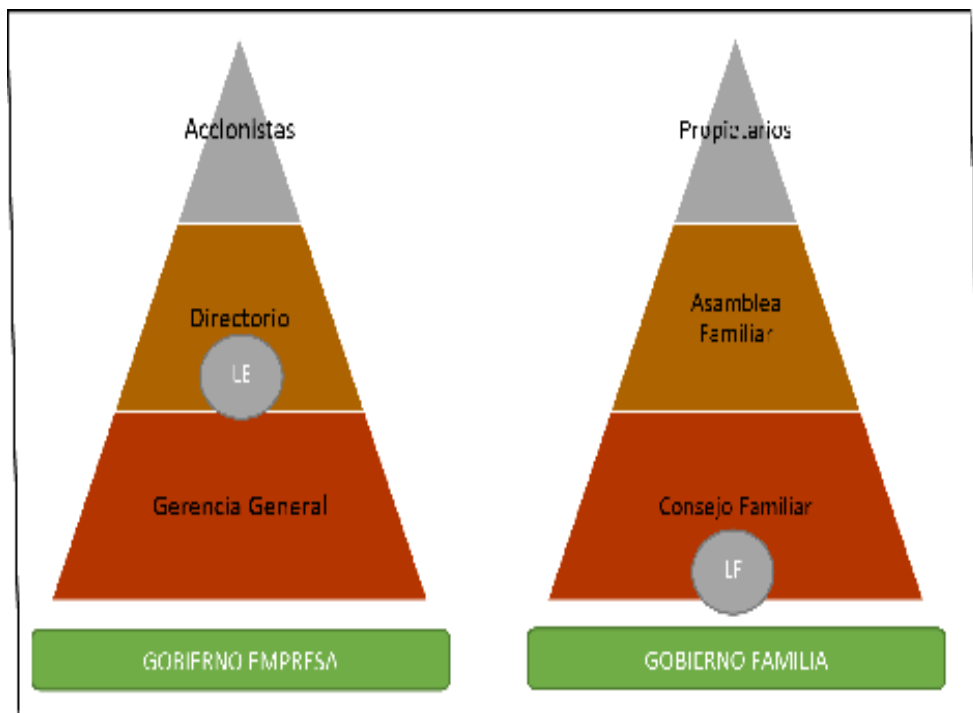 Accionistas
Directorio
LE
Gerencia General
GOBIERNO EMPRESA
Propietarios
Asamblea
Familiar
Consejo Familiar
LF
GOBIERNO FAMILIA